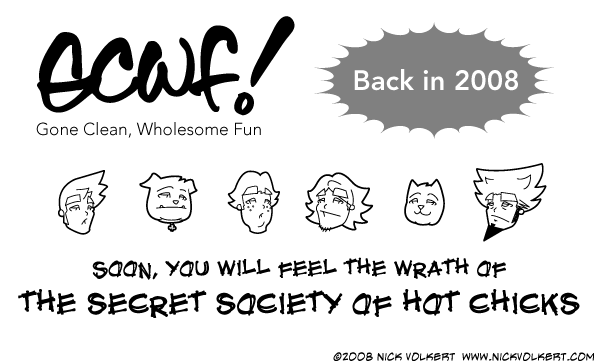 GCWF!
Gone Clean, Wholesome Fun
Back in 2008
SOON, YOU WILL FEEL THE WRATH OF
THE SECRET SOCIETY OF HOT CHICKS
©2008 NICK VOLKERT WWW.NICKVOLKERT.COM